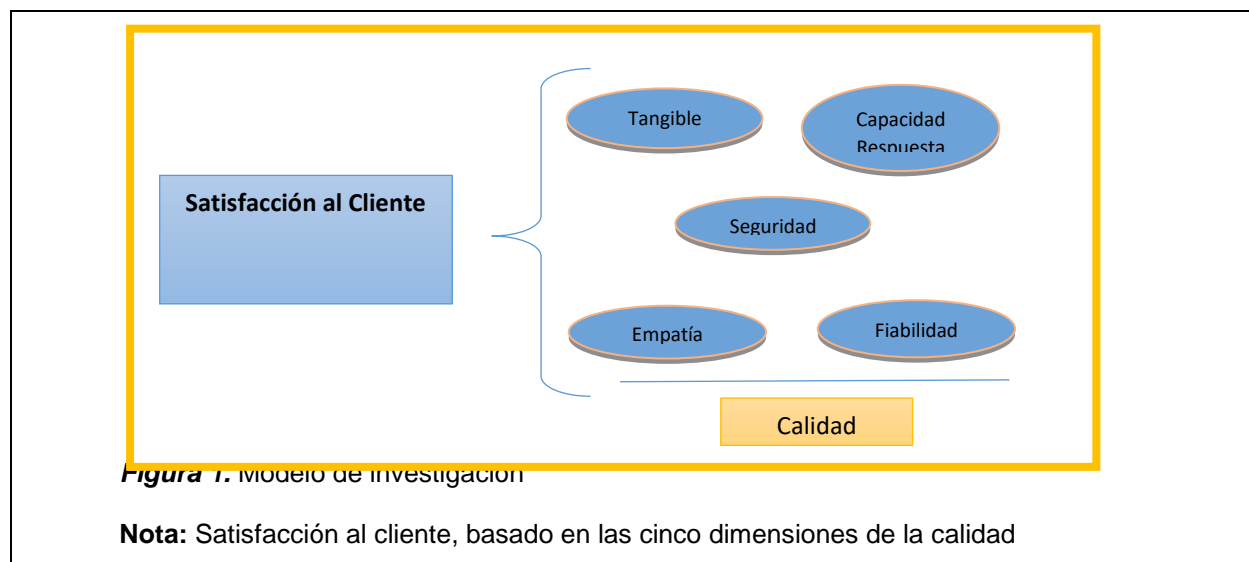 Tangible
Capacidad
Respuesta
Satisfacción al Cliente
Seguridad
Empatía
Fiabilidad
Calidad
Figura 1. Modelo de investigación
Nota: Satisfacción al cliente, basado en las cinco dimensiones de la calidad